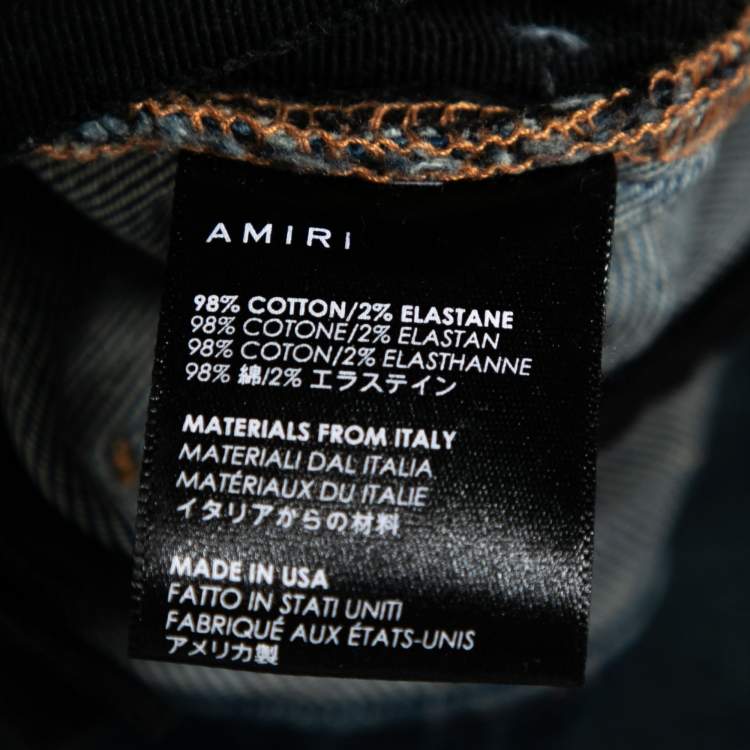 AMIRI
98% COTTON/2% ELASTANE
98% COTONE/2% ELASTAN
98% COTON/2% ELASTHANNE
98% 綿/2% エラステイン
MATERIALS FROM ITALY
MATERIALI DAL ITALIA
MATÉRIAUX DU ITALIE
イタリアからの材料
MADE IN USA
FATTO IN STATI UNITI
FABRIQUÉ AUX ÉTATS-UNIS
アメリカ製